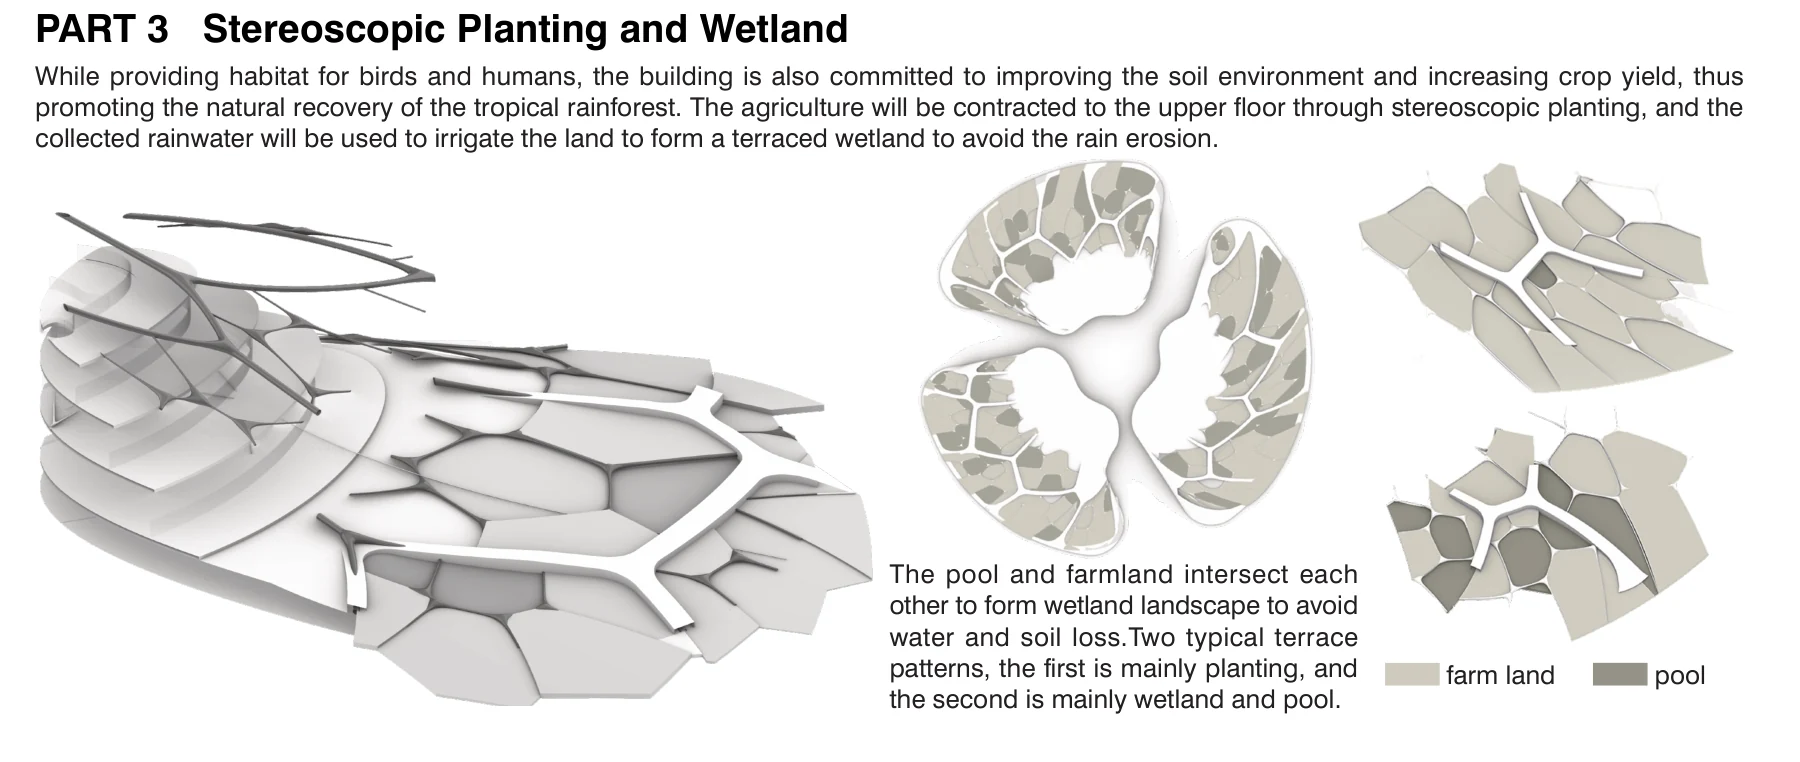 PART 3 Stereoscopic Planting and Wetland
While providing habitat for birds and humans, the building is also committed to improving the soil environment and increasing crop yield, thus
promoting the natural recovery of the tropical rainforest. The agriculture will be contracted to the upper floor through stereoscopic planting, and the
collected rainwater will be used to irrigate the land to form a terraced wetland to avoid the rain erosion.
The pool and farmland intersect each
other to form wetland landscape to avoid
water and soil loss.Two typical terrace
patterns, the first is mainly planting, and
the second is mainly wetland and pool.
farm land pool